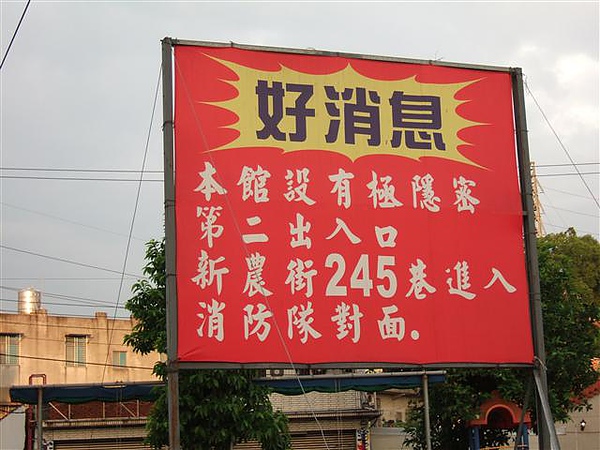 好消息
本館設有極隱密
第二出入口
新農街245巷進入
消防隊對面.